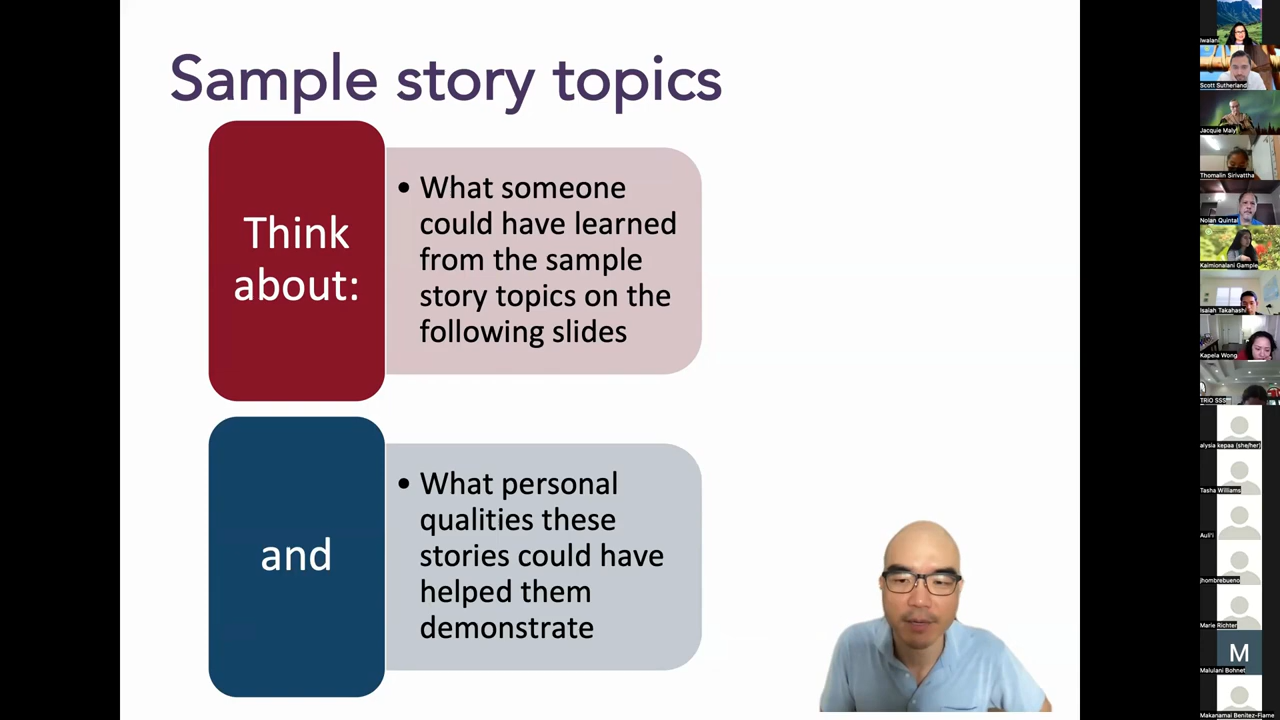 Sample story topics
Think
about:
• What someone
could have learned
from the sample
story topics on the
following slides
and
• What personal
qualities these
stories could have
helped them
demonstrate
Iwalani
Scott Sutherland
Jacquie Maly
Thomalin Sirivattha
Nolan Quintal
Kaimionalani Gample
Isaiah Takahashi
Kapela Wong
TRiO SSS
alysia kepaa (she/her)
Tasha Williams
Auli'i
jhombrebueno
Marie Richter
M
Malulani Bohnet
Makanamai Benitez-Fiame